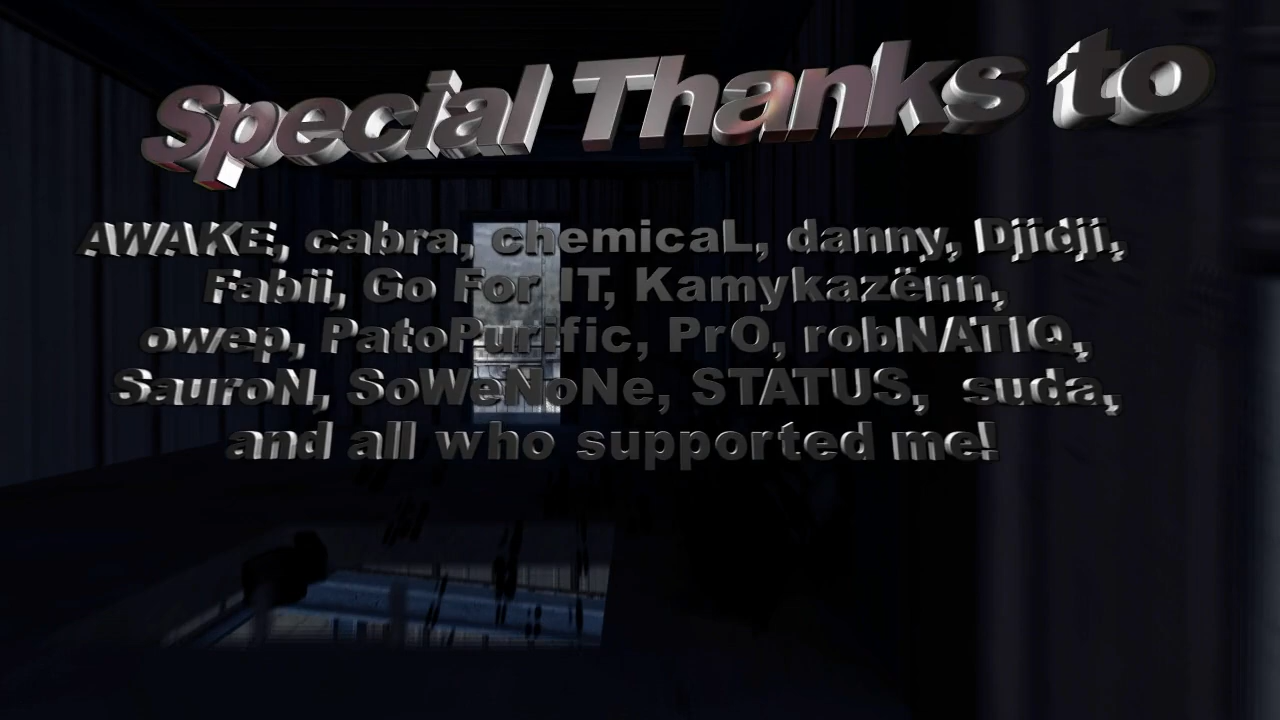 Special Thanks to
AWAKE, cabra, chemicaL, danny, Djidji,
Fabii, Go For IT, Kamykazënn,
owep, PatoPurific, PrO, robNATIQ,
SauroN, SoWeNoNe, STATUS, suda,
and all who supported me!